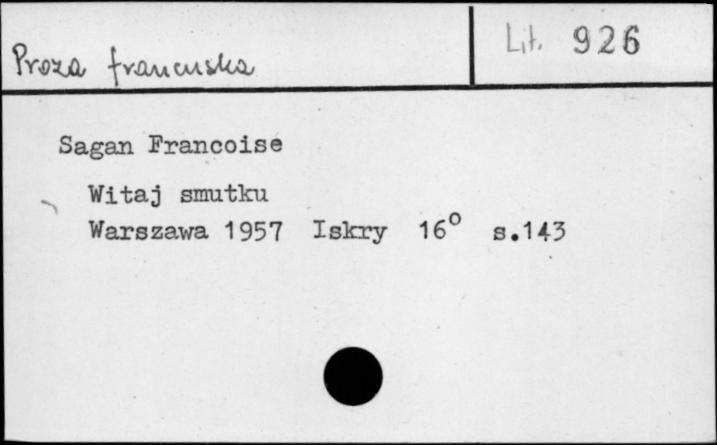 Proza francuska
Lit. 926
Sagan Francoise
Witaj smutku
Warszawa 1957 Iskry 16° s.143